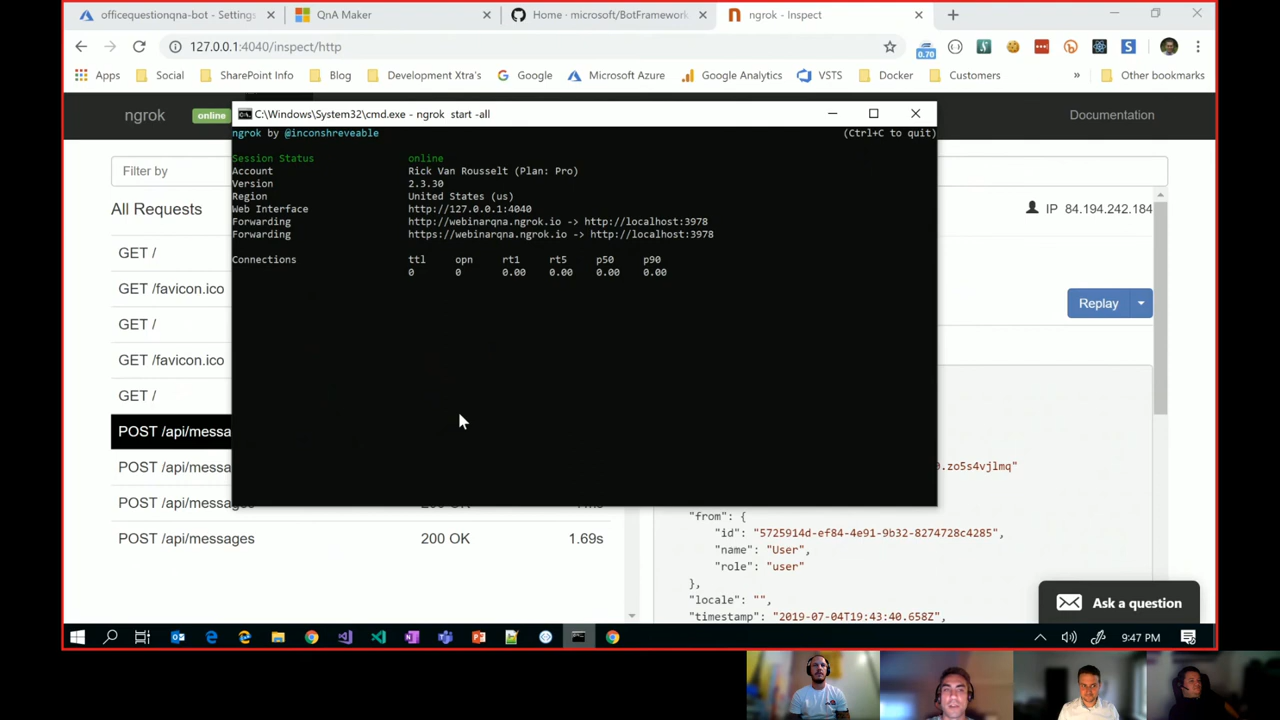 officequestionqna-bot - Settings
QnA Maker
Home · microsoft/BotFramework
ngrok - Inspect
127.0.0.1:4040/inspect/http
0.70
Apps
Social
SharePoint Info
Blog
Development Xtra's
Google
Microsoft Azure
Google Analytics
VSTS
Docker
Customers
»
Other bookmarks
ngrok
online
Documentation
C:\Windows\System32\cmd.exe - ngrok start -all
ngrok by @inconshreveable
(Ctrl+C to quit)
Session Status online
Account Rick Van Rousselt (Plan: Pro)
Version 2.3.30
Region United States (us)
Web Interface http://127.0.0.1:4040
Forwarding http://webinarqna.ngrok.io -> http://localhost:3978
Forwarding https://webinarqna.ngrok.io -> http://localhost:3978
Connections ttl opn rt1 rt5 p50 p90
0 0 0.00 0.00 0.00 0.00
Filter by
All Requests
IP 84.194.242.184
GET /
GET /favicon.ico
Replay
GET /
GET /favicon.ico
GET /
POST /api/messa
POST /api/messa
0.zo5s4vjlmq"
POST /api/messages 200 OK
POST /api/messages 200 OK 1.69s
"from": {
"id": "5725914d-ef84-4e91-9b32-8274728c4285",
"name": "User",
"role": "user"
},
"locale": "",
"timestamp": "2019-07-04T19:43:40.658Z",
Ask a question
9:47 PM